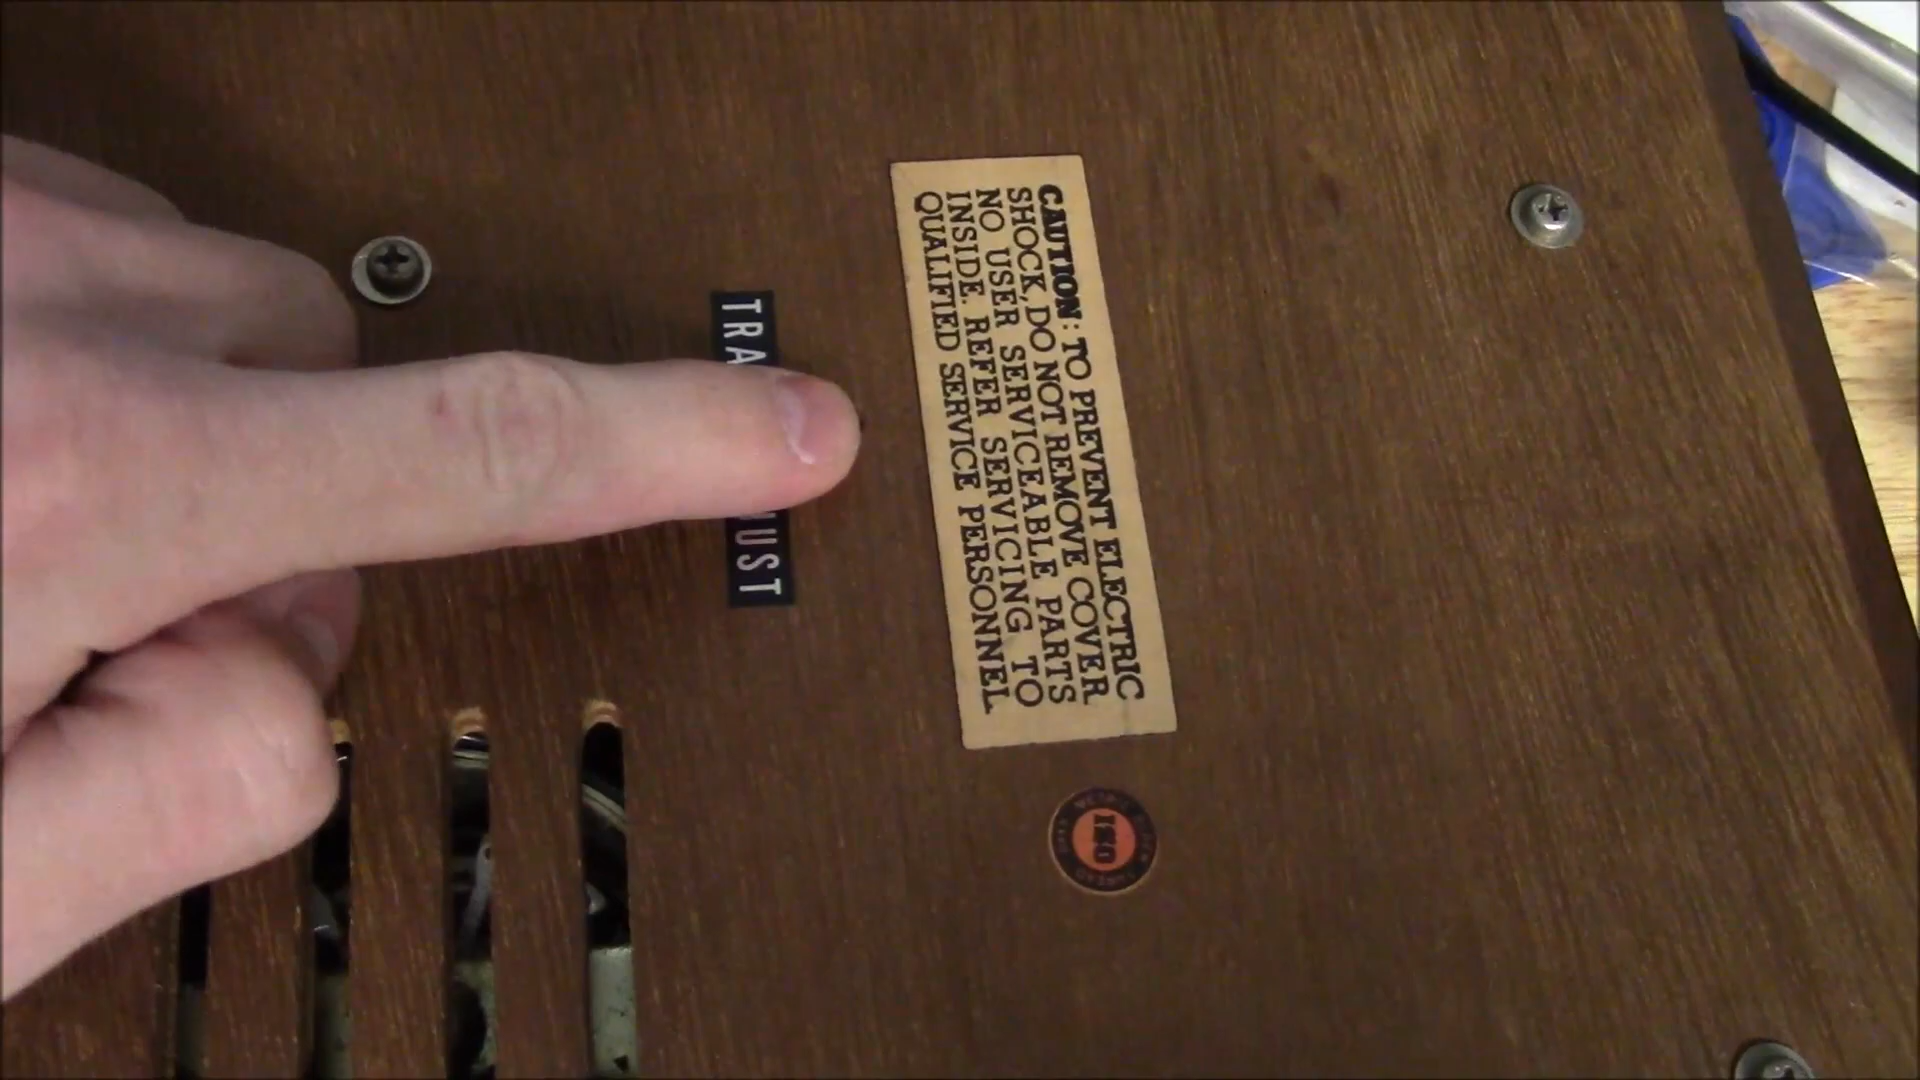 CAUTION: TO PREVENT ELECTRIC
SHOCK, DO NOT REMOVE COVER
NO USER SERVICEABLE PARTS
INSIDE. REFER SERVICING TO
QUALIFIED SERVICE PERSONNEL
TRA UST